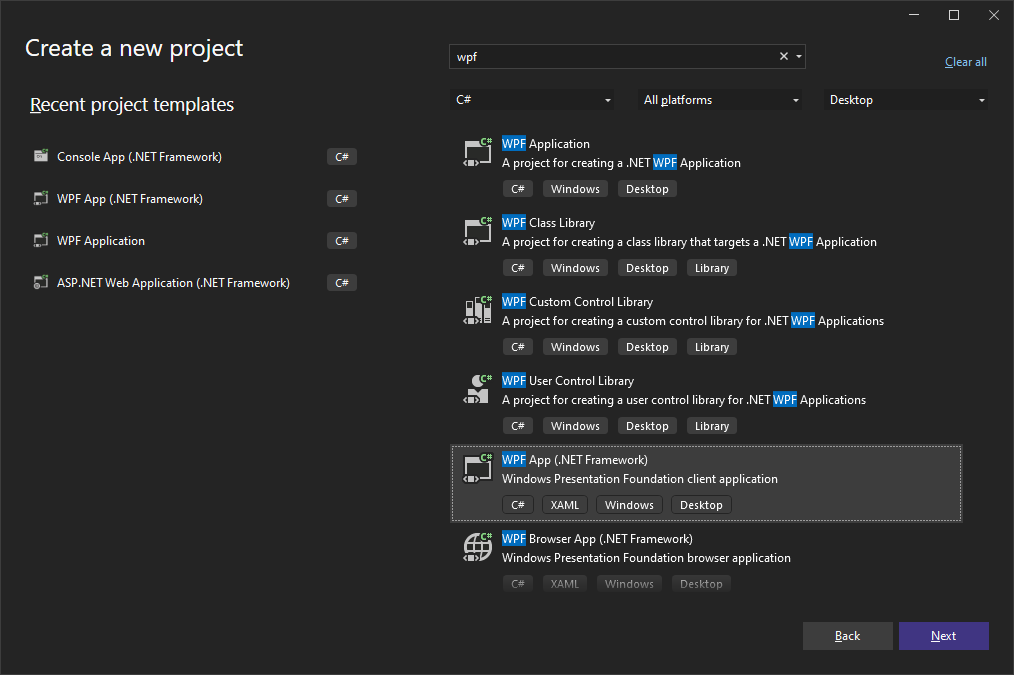 Create a new project
wpf
Clear all
Recent project templates
C#
All platforms
Desktop
Console App (.NET Framework)
C#
WPF App (.NET Framework)
C#
WPF Application
C#
ASP.NET Web Application (.NET Framework)
C#
C#
WPF Application
A project for creating a .NET WPF Application
C# Windows Desktop
C#
WPF Class Library
A project for creating a class library that targets a .NET WPF Application
C# Windows Desktop Library
C#
WPF Custom Control Library
A project for creating a custom control library for .NET WPF Applications
C# Windows Desktop Library
C#
WPF User Control Library
A project for creating a user control library for .NET WPF Applications
C# Windows Desktop Library
C#
WPF App (.NET Framework)
Windows Presentation Foundation client application
C# XAML Windows Desktop
C#
WPF Browser App (.NET Framework)
Windows Presentation Foundation browser application
C# XAML Windows Desktop
Back
Next